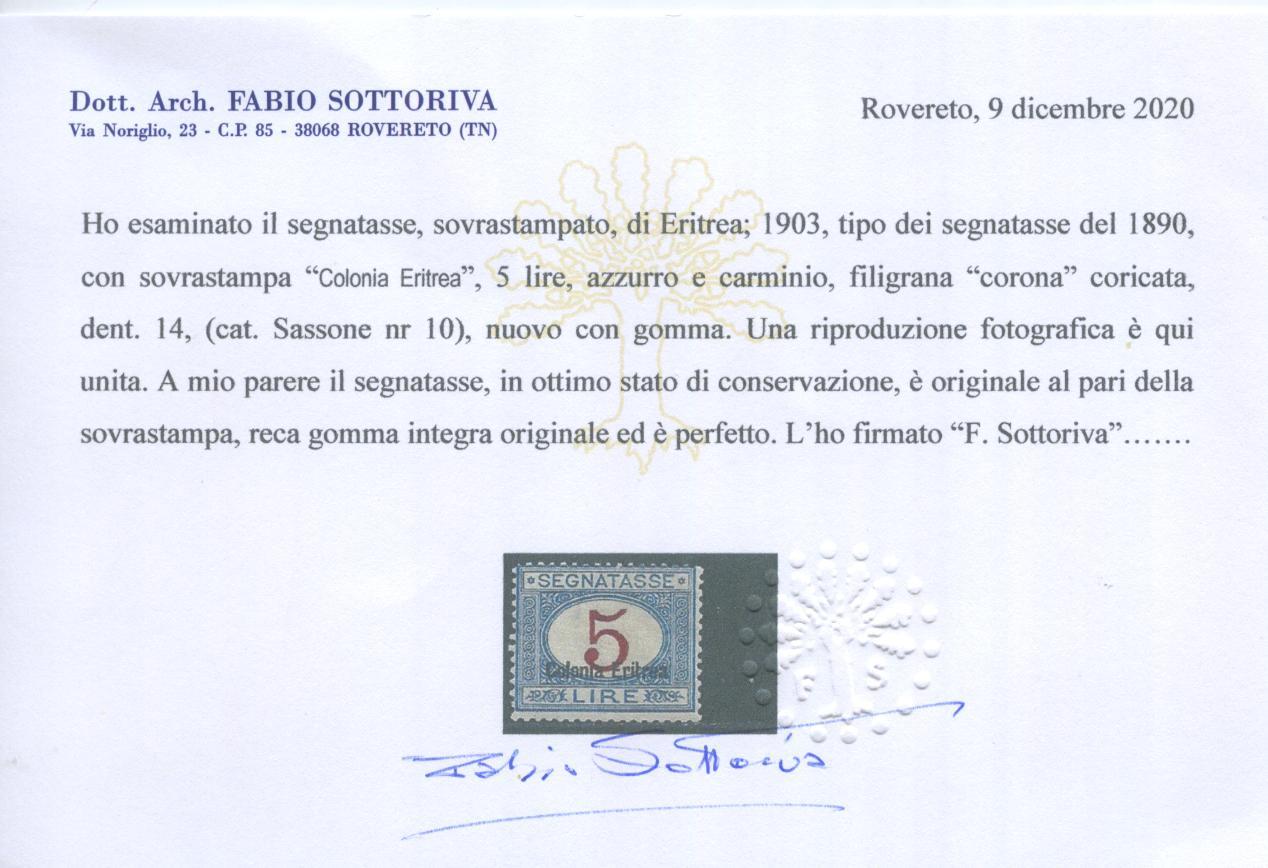 Dott. Arch. FABIO SOTTORIVA
Via Noriglio, 23 - C.P. 85 - 38068 ROVERETO (TN)
Rovereto, 9 dicembre 2020
Ho esaminato il segnatasse, sovrastampato, di Eritrea; 1903, tipo dei segnatasse del 1890,
con sovrastampa “Colonia Eritrea”, 5 lire, azzurro e carminio, filigrana “corona” coricata,
dent. 14, (cat. Sassone nr 10), nuovo con gomma. Una riproduzione fotografica è qui
unita. A mio parere il segnatasse, in ottimo stato di conservazione, è originale al pari della
sovrastampa, reca gomma integra originale ed è perfetto. L’ho firmato “F. Sottoriva”…….
SEGNATASSE
5
Colonia Eritrea
LIRE
F S
Fabio Sottoriva